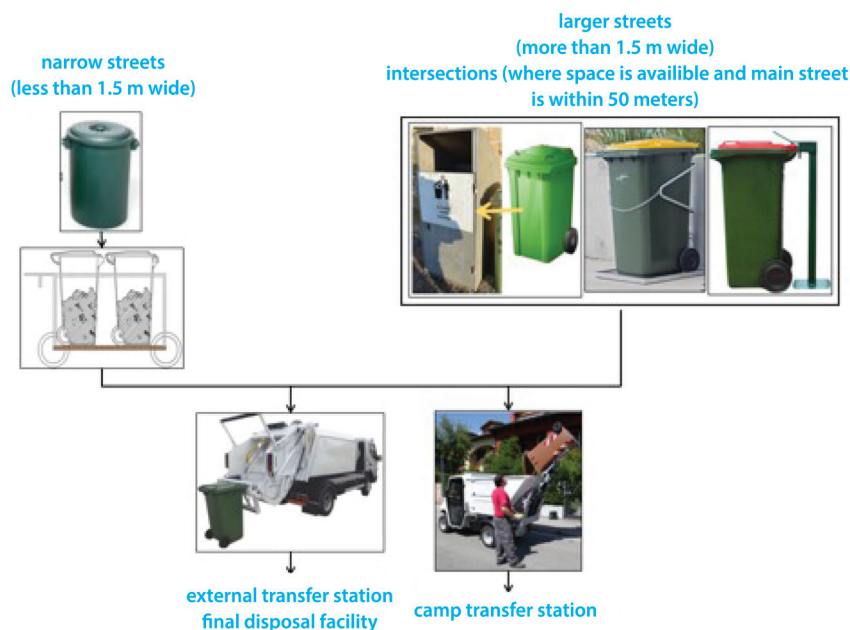 narrow streets
(less than 1.5 m wide)
larger streets
(more than 1.5 m wide)
intersections (where space is availible and main street
is within 50 meters)
external transfer station
final disposal facility
camp transfer station